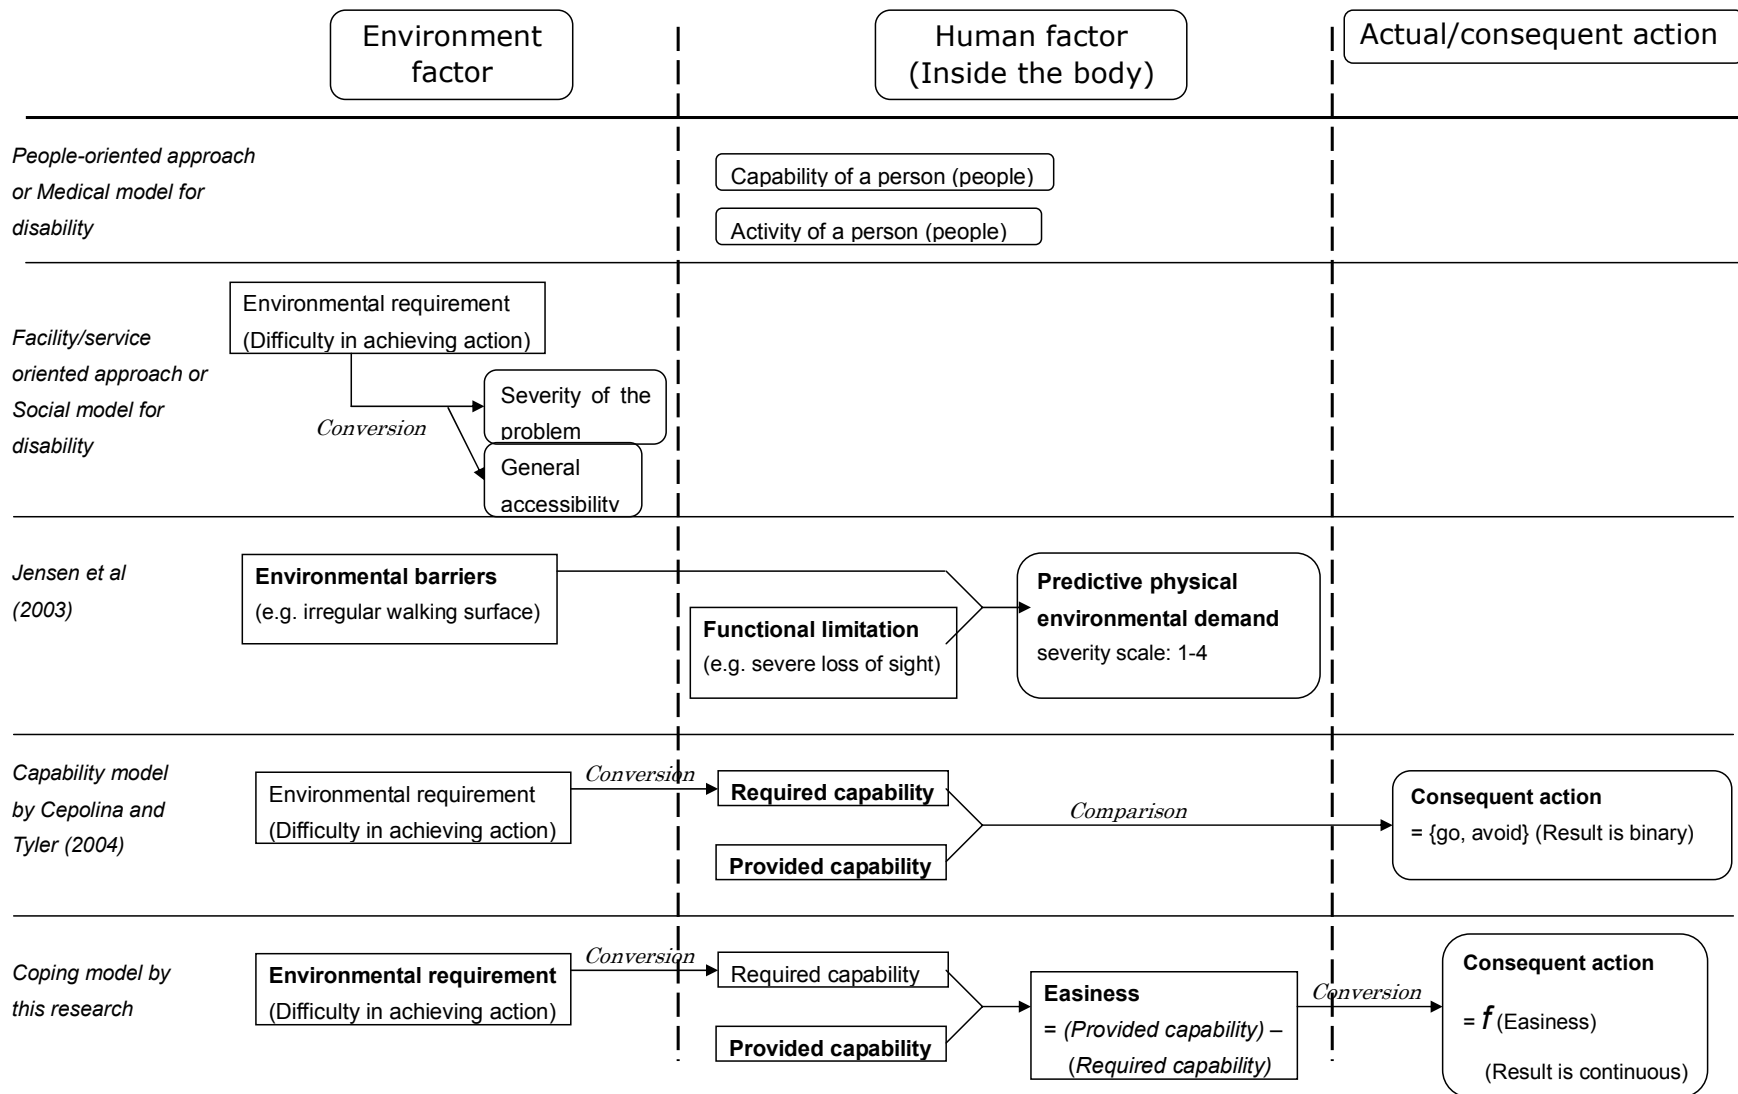 Environment
factor
Human factor
(Inside the body)
Actual/consequent action
People-oriented approach
or Medical model for
disability
Capability of a person (people)
Activity of a person (people)
Facility/service
oriented approach or
Social model for
disability
Environmental requirement
(Difficulty in achieving action)
Conversion
Severity of the
problem
General
accessibility
Jensen et al
(2003)
Environmental barriers
(e.g. irregular walking surface)
Functional limitation
(e.g. severe loss of sight)
Predictive physical
environmental demand
severity scale: 1-4
Capability model
by Cepolina and
Tyler (2004)
Environmental requirement
(Difficulty in achieving action)
Conversion
Required capability
Provided capability
Comparison
Consequent action
= {go, avoid} (Result is binary)
Coping model by
this research
Environmental requirement
(Difficulty in achieving action)
Conversion
Required capability
Provided capability
Easiness
= (Provided capability) –
(Required capability)
Conversion
Consequent action
= f (Easiness)
(Result is continuous)